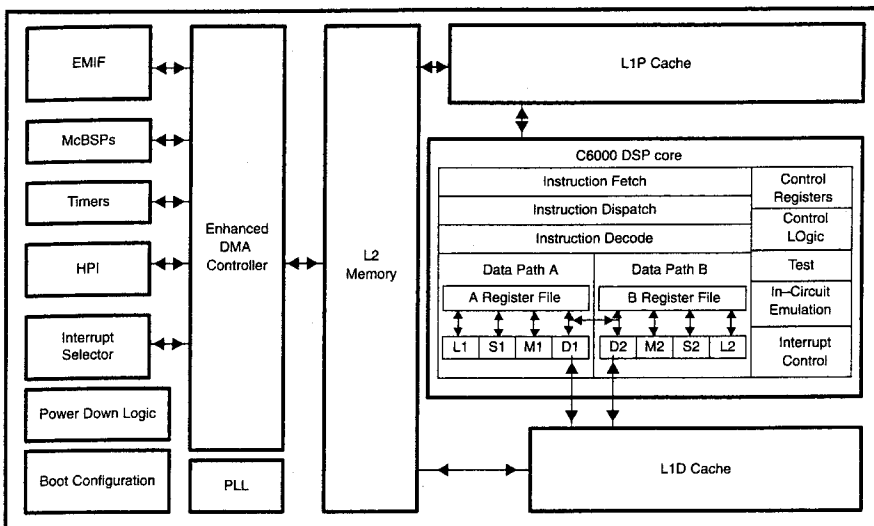 EMIF
McBSPs
Timers
HPI
Interrupt
Selector
Power Down Logic
Boot Configuration
Enhanced
DMA
Controller
PLL
L2
Memory
L1P Cache
C6000 DSP core
Instruction Fetch
Instruction Dispatch
Instruction Decode
Data Path A
Data Path B
A Register File
B Register File
L1 S1 M1 D1
D2 M2 S2 L2
Control
Registers
Control
LOgic
Test
In–Circuit
Emulation
Interrupt
Control
L1D Cache